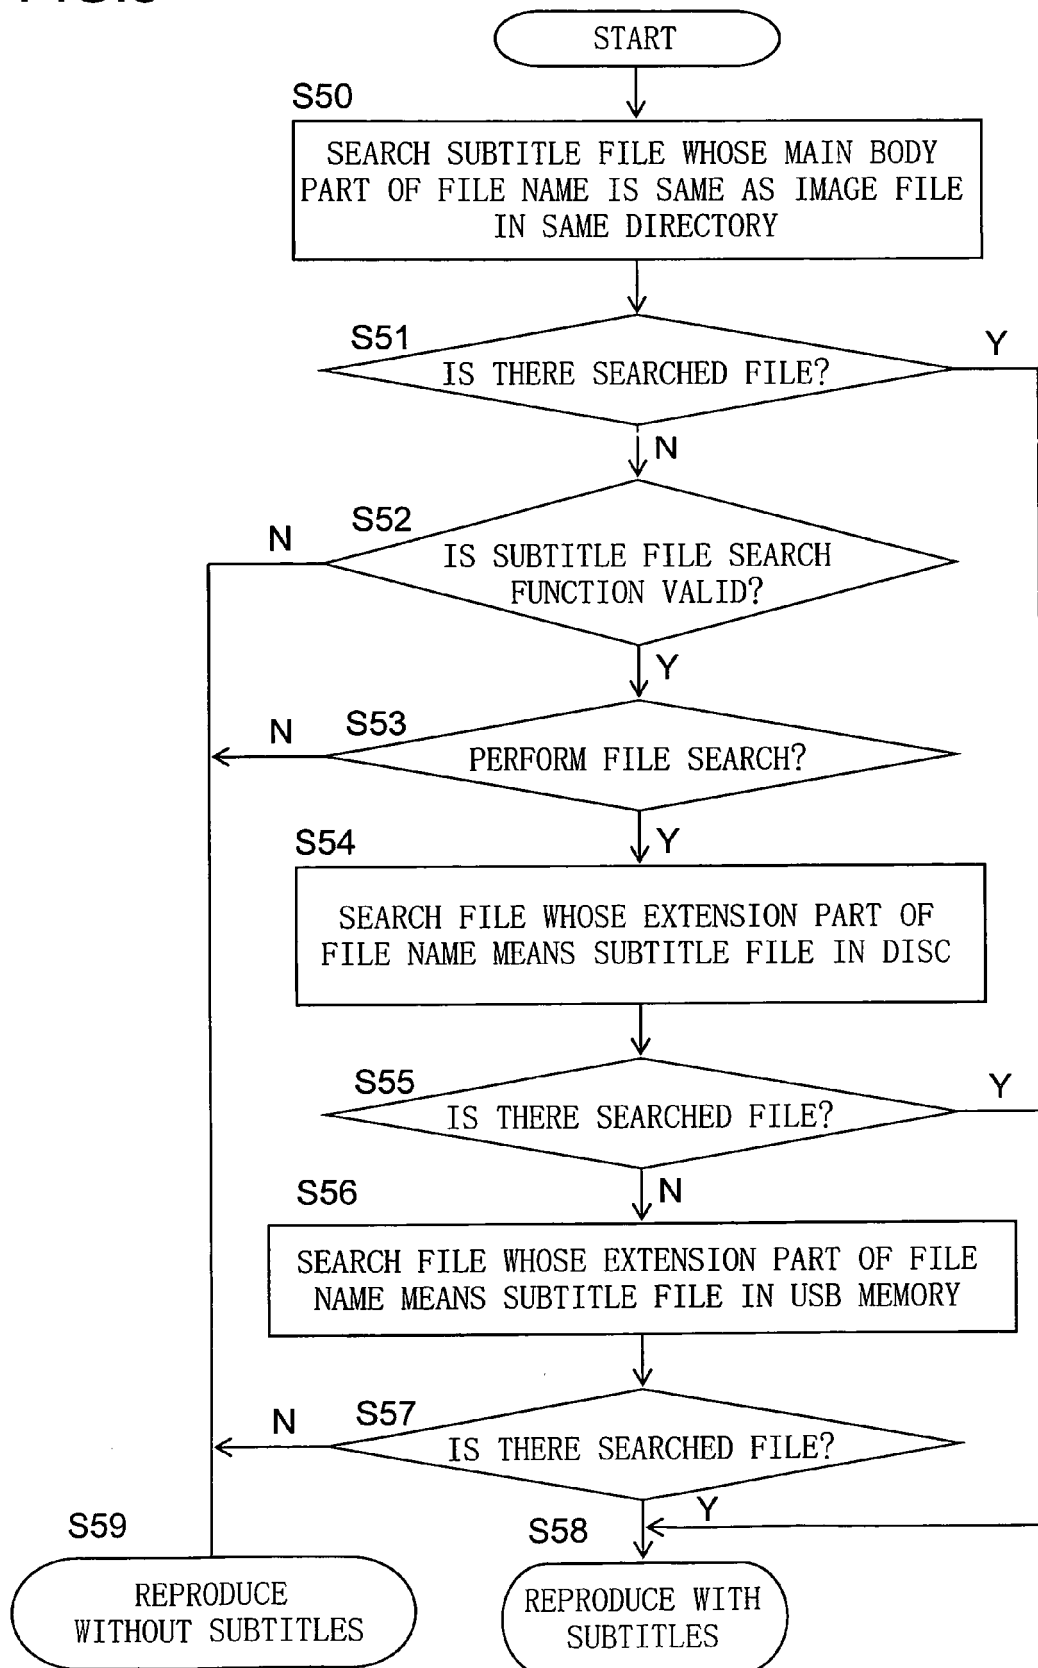 START
S50
SEARCH SUBTITLE FILE WHOSE MAIN BODY
PART OF FILE NAME IS SAME AS IMAGE FILE
IN SAME DIRECTORY
S51
Y
IS THERE SEARCHED FILE?
N
S52
N
IS SUBTITLE FILE SEARCH
FUNCTION VALID?
Y
S53
N
PERFORM FILE SEARCH?
Y
S54
SEARCH FILE WHOSE EXTENSION PART OF
FILE NAME MEANS SUBTITLE FILE IN DISC
S55
Y
IS THERE SEARCHED FILE?
N
S56
SEARCH FILE WHOSE EXTENSION PART OF FILE
NAME MEANS SUBTITLE FILE IN USB MEMORY
S57
N
IS THERE SEARCHED FILE?
Y
S59
S58
REPRODUCE
WITHOUT SUBTITLES
REPRODUCE WITH
SUBTITLES